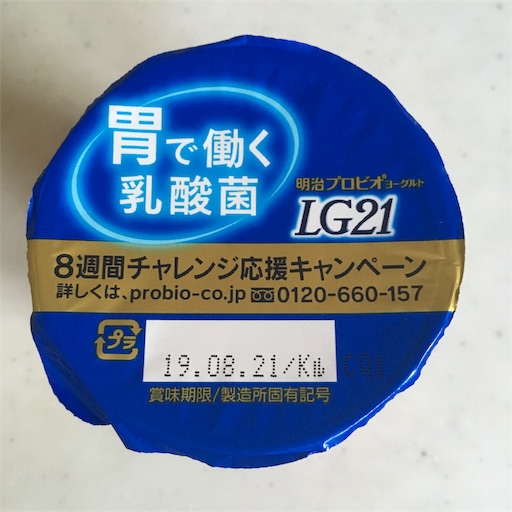 胃で働く
乳酸菌
明治プロビオヨーグルト
LG21
8週間チャレンジ応援キャンペーン
詳しくは、probio-co.jp 0120-660-157
プラ
19.08.21/K
賞味期限/製造所固有記号